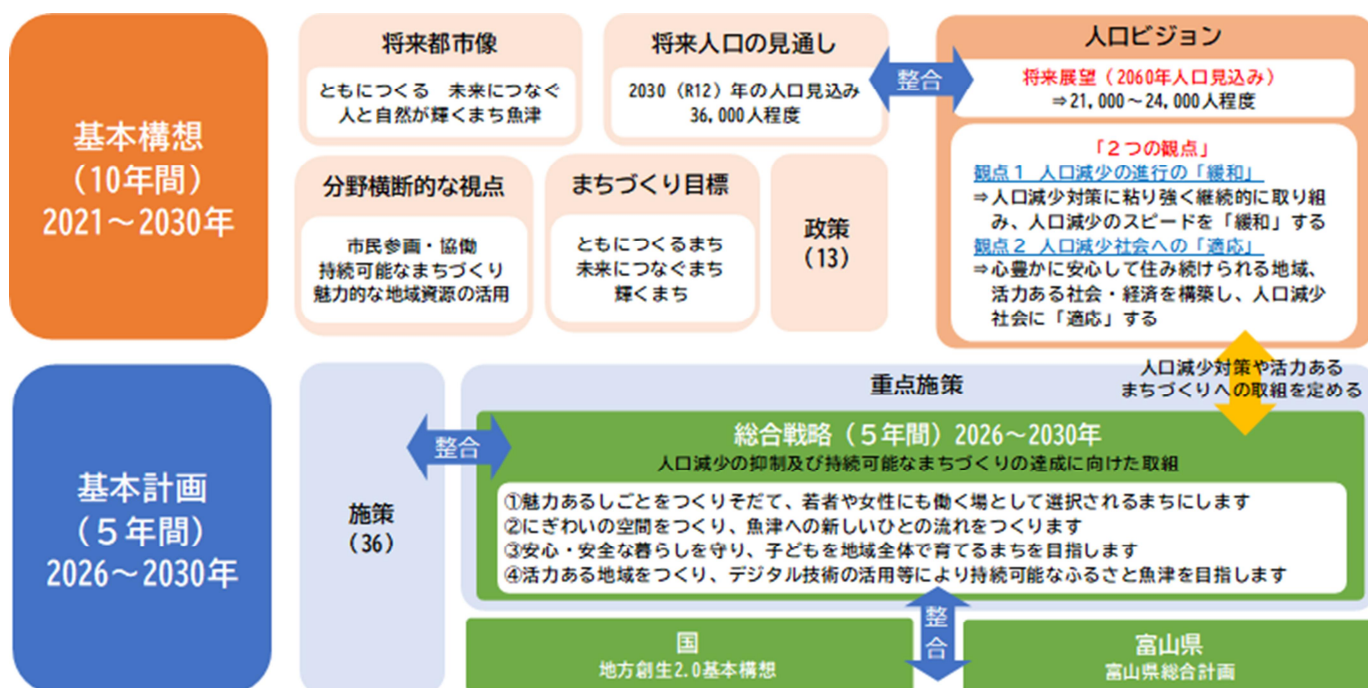 基本構想
(10年間)
2021～2030年
将来都市像
ともにつくる　未来につなぐ
人と自然が輝くまち魚津
将来人口の見通し
2030（R12）年の人口見込み
36,000人程度
整合
人口ビジョン
将来展望（2060年人口見込み）
⇒21,000～24,000人程度
「２つの観点」
観点１ 人口減少の進行の「緩和」
⇒人口減少対策に粘り強く継続的に取り組
み、人口減少のスピードを「緩和」する
観点２ 人口減少社会への「適応」
⇒心豊かに安心して住み続けられる地域、
活力ある社会・経済を構築し、人口減少
社会に「適応」する
分野横断的な視点
市民参画・協働
持続可能なまちづくり
魅力的な地域資源の活用
まちづくり目標
ともにつくるまち
未来につなぐまち
輝くまち
政策
(13)
基本計画
(５年間)
2026～2030年
施策
(36)
整合
重点施策
人口減少対策や活力ある
まちづくりへの取組を定める
総合戦略（５年間）2026～2030年
人口減少の抑制及び持続可能なまちづくりの達成に向けた取組
①魅力あるしごとをつくりそだて、若者や女性にも働く場として選択されるまちにします
②にぎわいの空間をつくり、魚津への新しいひとの流れをつくります
③安心・安全な暮らしを守り、子どもを地域全体で育てるまちを目指します
④活力ある地域をつくり、デジタル技術の活用等により持続可能なふるさと魚津を目指します
整合
国
地方創生2.0基本構想
富山県
富山県総合計画